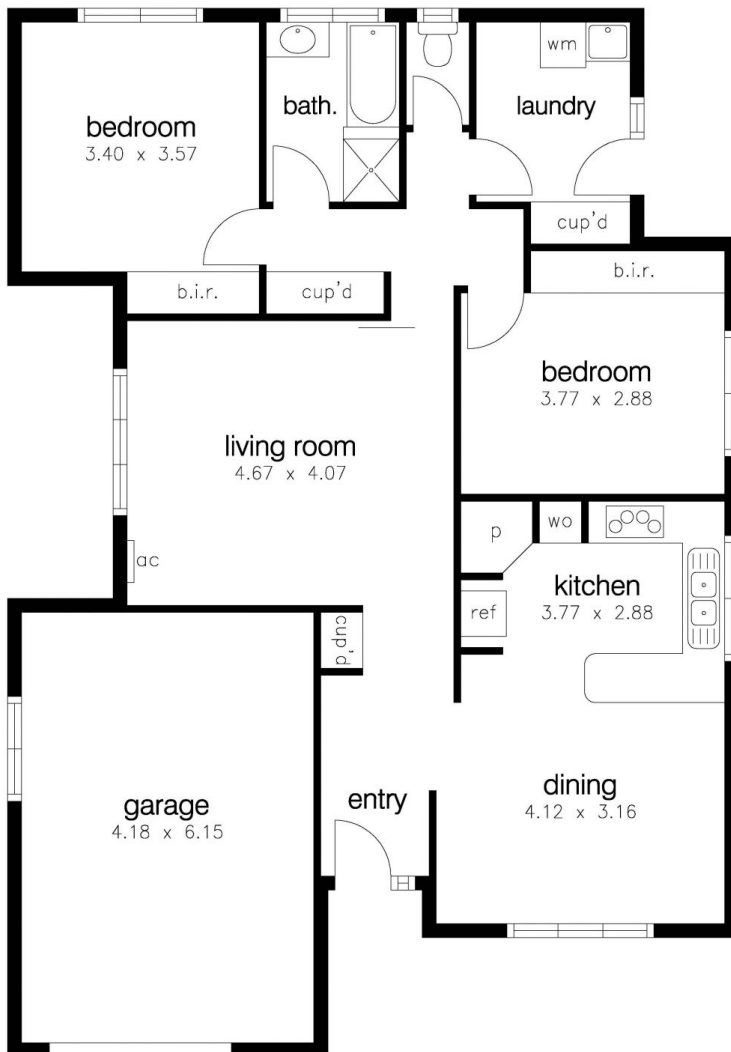 wm
bath.
laundry
bedroom
3.40 x 3.57
cup'd
b.i.r.
cup'd
b.i.r.
bedroom
3.77 x 2.88
living room
4.67 x 4.07
p
wo
ac
kitchen
3.77 x 2.88
ref
cup'd
dining
4.12 x 3.16
entry
garage
4.18 x 6.15